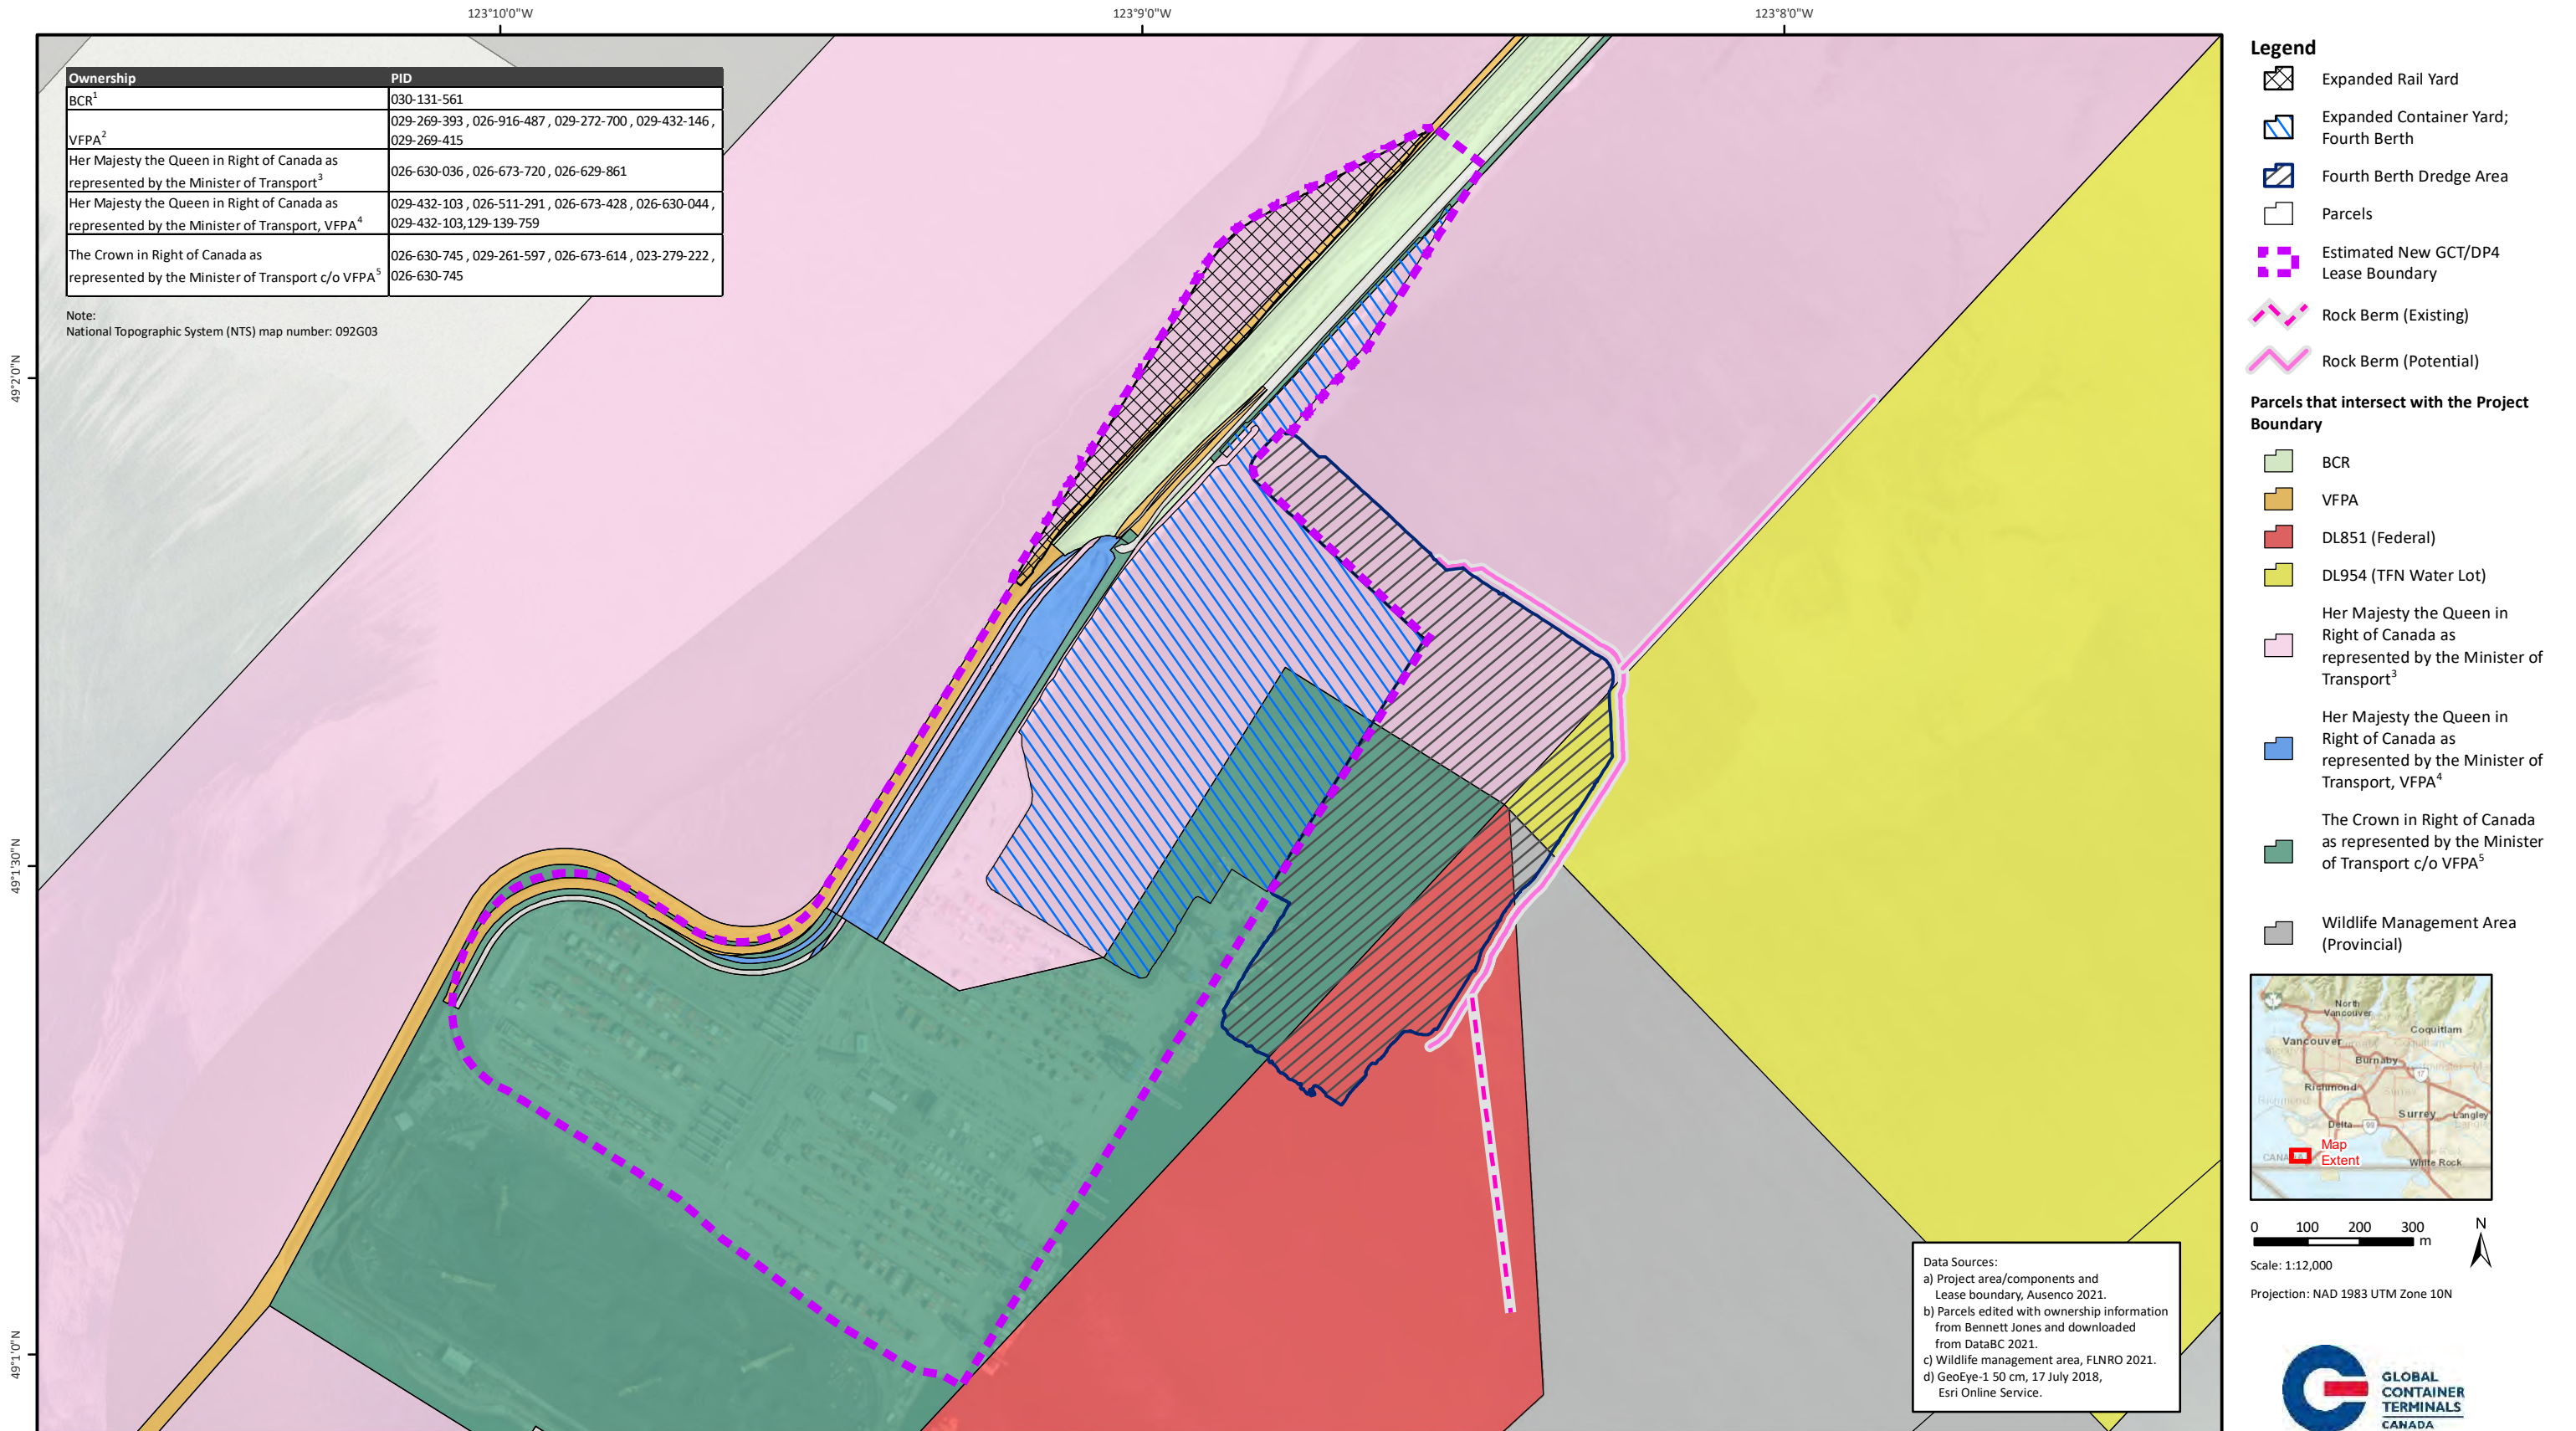 123°10'0"W
123°9'0"W
123°8'0"W
49°2'0"N
49°1'30"N
49°1'0"N
Ownership PID
BCR1 030-131-561
VFPA2 029-269-393 , 026-916-487 , 029-272-700 , 029-432-146 ,
029-269-415
Her Majesty the Queen in Right of Canada as
represented by the Minister of Transport3 026-630-036 , 026-673-720 , 026-629-861
Her Majesty the Queen in Right of Canada as
represented by the Minister of Transport, VFPA4 029-432-103 , 026-511-291 , 026-673-428 , 026-630-044 ,
029-432-103,129-139-759
The Crown in Right of Canada as
represented by the Minister of Transport c/o VFPA5 026-630-745 , 029-261-597 , 026-673-614 , 023-279-222 ,
026-630-745
Note:
National Topographic System (NTS) map number: 092G03
Legend
Expanded Rail Yard
Expanded Container Yard;
Fourth Berth
Fourth Berth Dredge Area
Parcels
Estimated New GCT/DP4
Lease Boundary
Rock Berm (Existing)
Rock Berm (Potential)
Parcels that intersect with the Project
Boundary
BCR
VFPA
DL851 (Federal)
DL954 (TFN Water Lot)
Her Majesty the Queen in
Right of Canada as
represented by the Minister of
Transport3
Her Majesty the Queen in
Right of Canada as
represented by the Minister of
Transport, VFPA4
The Crown in Right of Canada
as represented by the Minister
of Transport c/o VFPA5
Wildlife Management Area
(Provincial)
North
Vancouver
Coquitlam
Vancouver
Burnaby
17
Richmond
Surrey
Langley
Delta
99
Map
Extent
White Rock
0 100 200 300
m
N
Scale: 1:12,000
Projection: NAD 1983 UTM Zone 10N
Data Sources:
a) Project area/components and
Lease boundary, Ausenco 2021.
b) Parcels edited with ownership information
from Bennett Jones and downloaded
from DataBC 2021.
c) Wildlife management area, FLNRO 2021.
d) GeoEye-1 50 cm, 17 July 2018,
Esri Online Service.
GLOBAL
CONTAINER
TERMINALS
CANADA